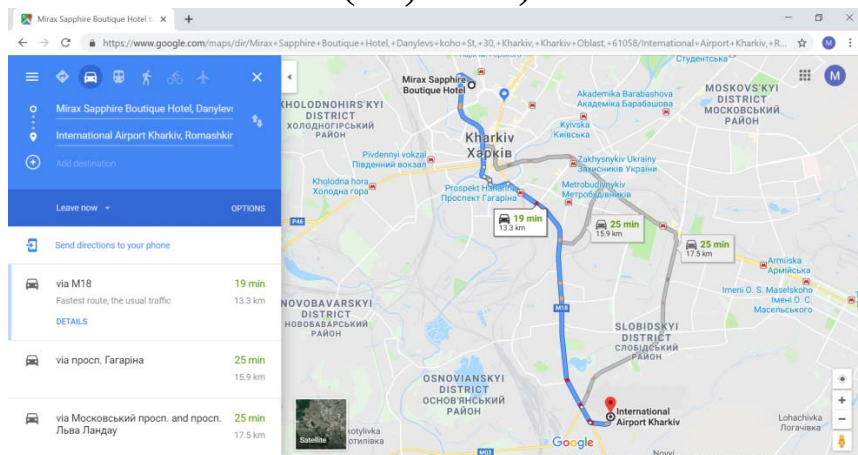 Mirax Sapphire Boutique Hotel t
https://www.google.com/maps/dir/Mirax+Sapphire+Boutique+Hotel,+Danylevs+koho+St,+30,+Kharkiv,+Kharkiv+Oblast,+61058/International+Airport+Kharkiv,+R...
M
Mirax Sapphire Boutique Hotel, Danylev
International Airport Kharkiv, Romashkir
Add destination
Leave now
OPTIONS
Send directions to your phone
via M18 19 min
Fastest route, the usual traffic 13.3 km
DETAILS
via просп. Гагаріна 25 min
15.9 km
via Московський просп. and просп. 25 min
Льва Ландау 17.5 km
Студентська
M
Mirax Sapphire
Boutique Hotel
Akademika Barabashova
Академіка Барабашова
MOSKOVS'KYI
DISTRICT
МОСКОВСЬКИЙ
РАЙОН
KHOLODNOHIRS'KYI
DISTRICT
ХОЛОДНОГІРСЬКИЙ
РАЙОН
Kyivska
Київська
Kharkiv
Харків
Pivdennyi vokzal
Південний вокзал
Zakhysnykiv Ukrainy
Захисників України
Kholodna hora
Холодна гора
Metrobudivnykiv
Метробудівників
Prospekt Haharina
Проспект Гагаріна
19 min
13.3 km
25 min
15.9 km
25 min
17.5 km
P46
Armiiska
Армійська
Imeni O. S. Maselskoho
Імені О. С.
Масельського
NOVOBAVARSKYI
DISTRICT
НОВОБАВАРСЬКИЙ
РАЙОН
M18
SLOBIDSKYI
DISTRICT
СЛОБІДСЬКИЙ
РАЙОН
OSNOVIANSKYI
DISTRICT
ОСНОВ'ЯНСЬКИЙ
РАЙОН
International
Airport Kharkiv
Lohachivka
Логачівка
Satellite
Google
M03